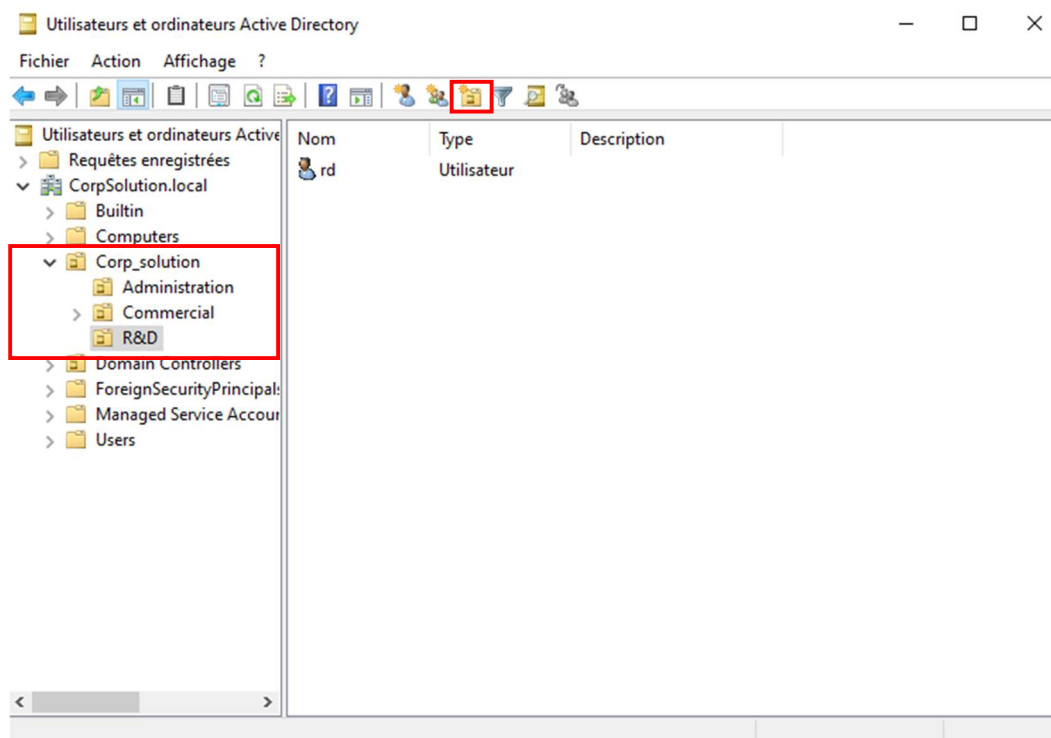 Utilisateurs et ordinateurs Active Directory
Fichier Action Affichage ?
Utilisateurs et ordinateurs Active
Requêtes enregistrées
CorpSolution.local
Builtin
Computers
Corp_solution
Administration
Commercial
R&D
Domain Controllers
ForeignSecurityPrincipals
Managed Service Accour
Users
Nom Type Description
rd Utilisateur